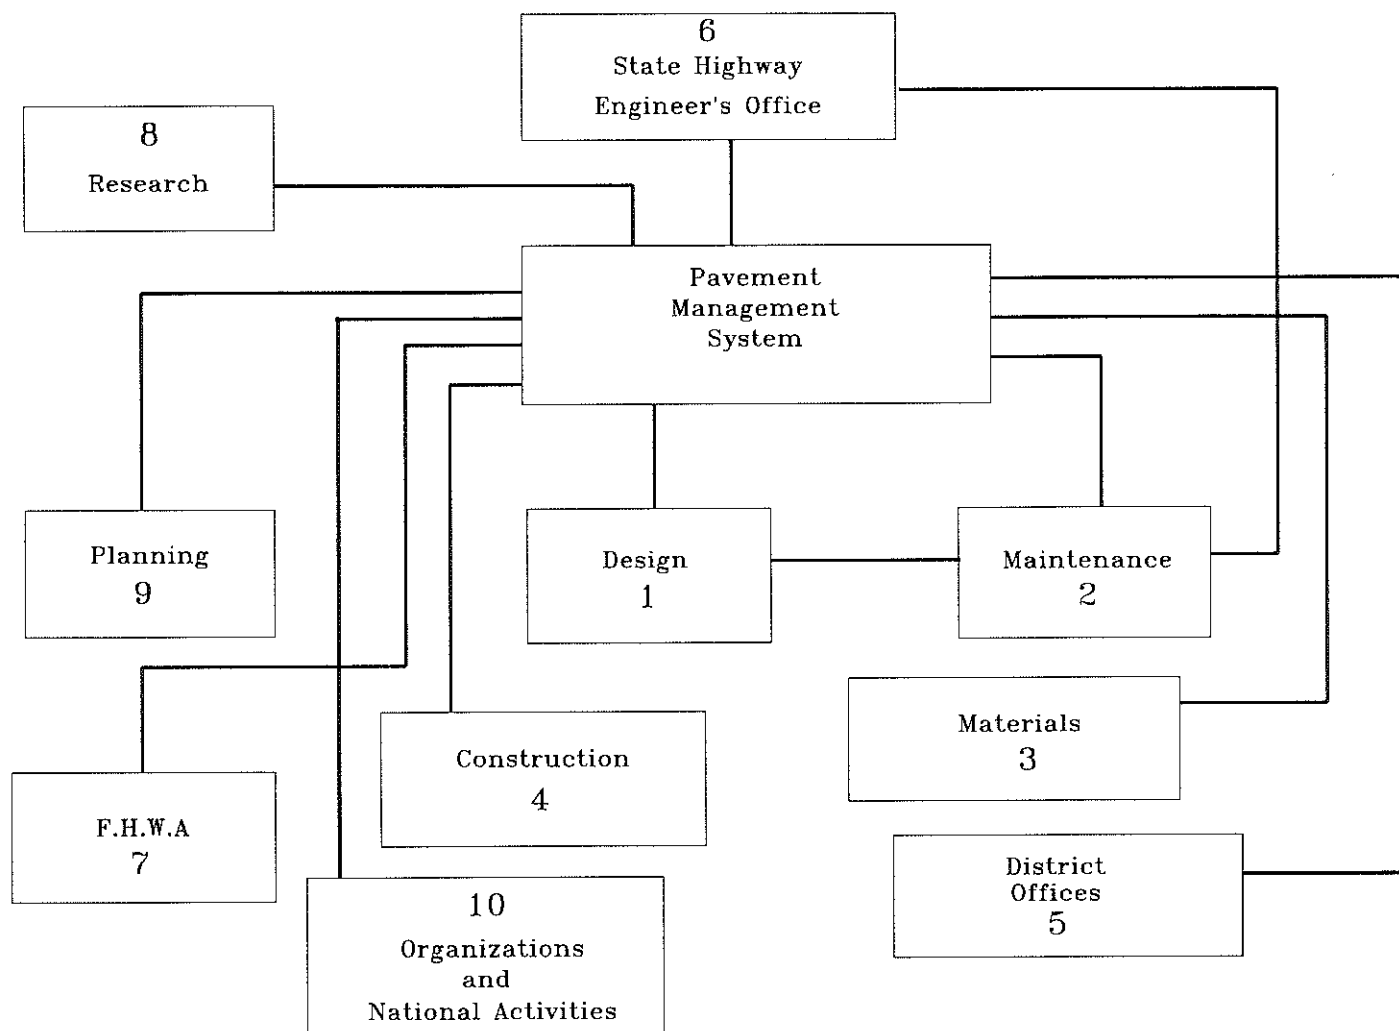 6
State Highway
Engineer's Office
8
Research
Pavement
Management
System
Planning
9
Design
1
Maintenance
2
Materials
3
Construction
4
F.H.W.A
7
District
Offices
5
10
Organizations
and
National Activities